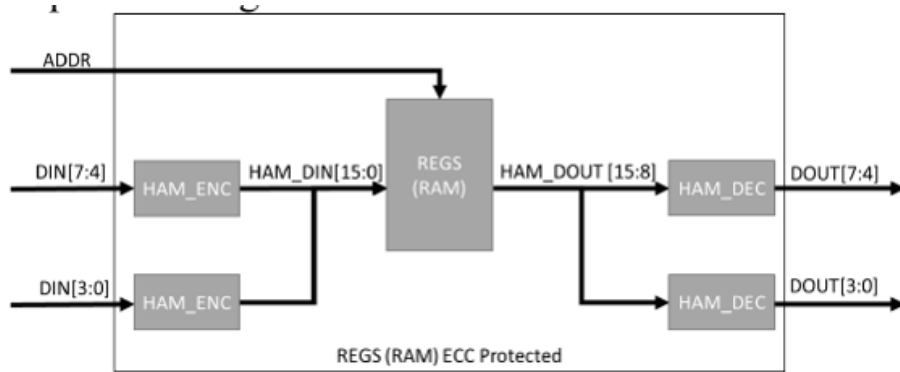 ADDR
DIN[7:4]
HAM_ENC
HAM_DIN[15:0]
REGS
(RAM)
HAM_DOUT [15:8]
HAM_DEC
DOUT[7:4]
DIN[3:0]
HAM_ENC
HAM_DEC
DOUT[3:0]
REGS (RAM) ECC Protected